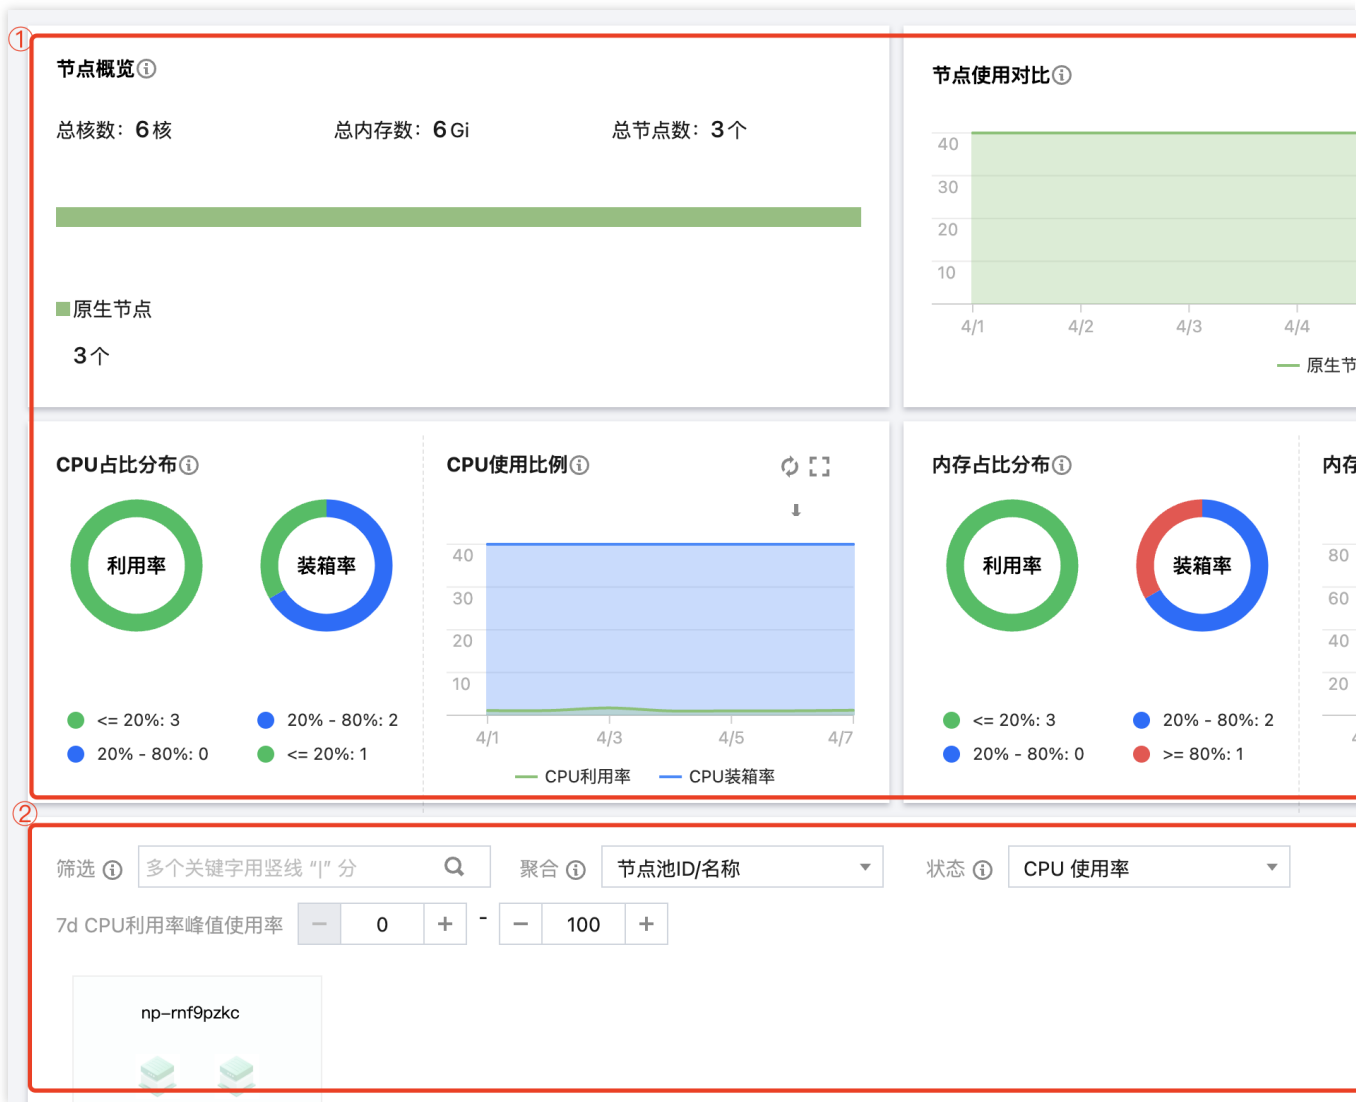 ①
节点概览
总核数：6核
总内存数：6Gi
总节点数：3个
原生节点
3个
节点使用对比
40
30
20
10
4/1
4/2
4/3
4/4
原生节
CPU占比分布
利用率
装箱率
<= 20%: 3
20% - 80%: 2
20% - 80%: 0
<= 20%: 1
CPU使用比例
40
30
20
10
4/1
4/3
4/5
4/7
CPU利用率
CPU装箱率
内存占比分布
利用率
装箱率
<= 20%: 3
20% - 80%: 2
20% - 80%: 0
>= 80%: 1
内存
80
60
40
20
②
筛选
多个关键字用竖线 “|” 分
聚合
节点池ID/名称
状态
CPU 使用率
7d CPU利用率峰值使用率
0
-
100
np-rnf9pzkc